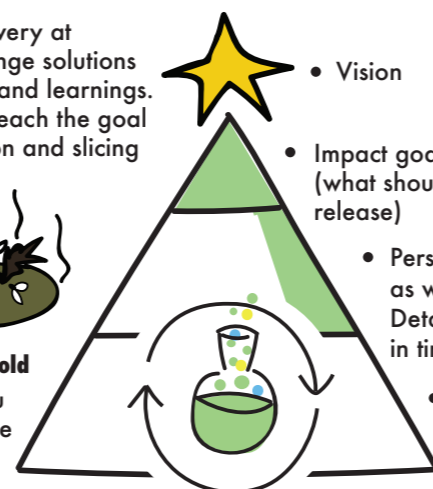 very at
nge solutions
and learnings.
each the goal
on and slicing
old
u
e
• Vision
• Impact goa
(what shou
release)
• Pers
as w
Deta
in tin
•